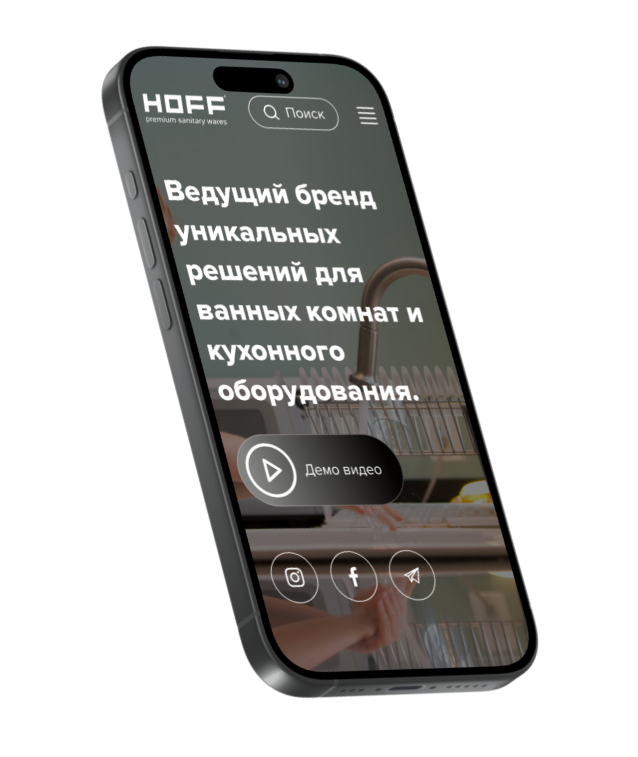 HOFF
Поиск
premium sanitary wares
Ведущий бренд
уникальных
решений для
ванных комнат и
кухонного
оборудования.
Демо видео